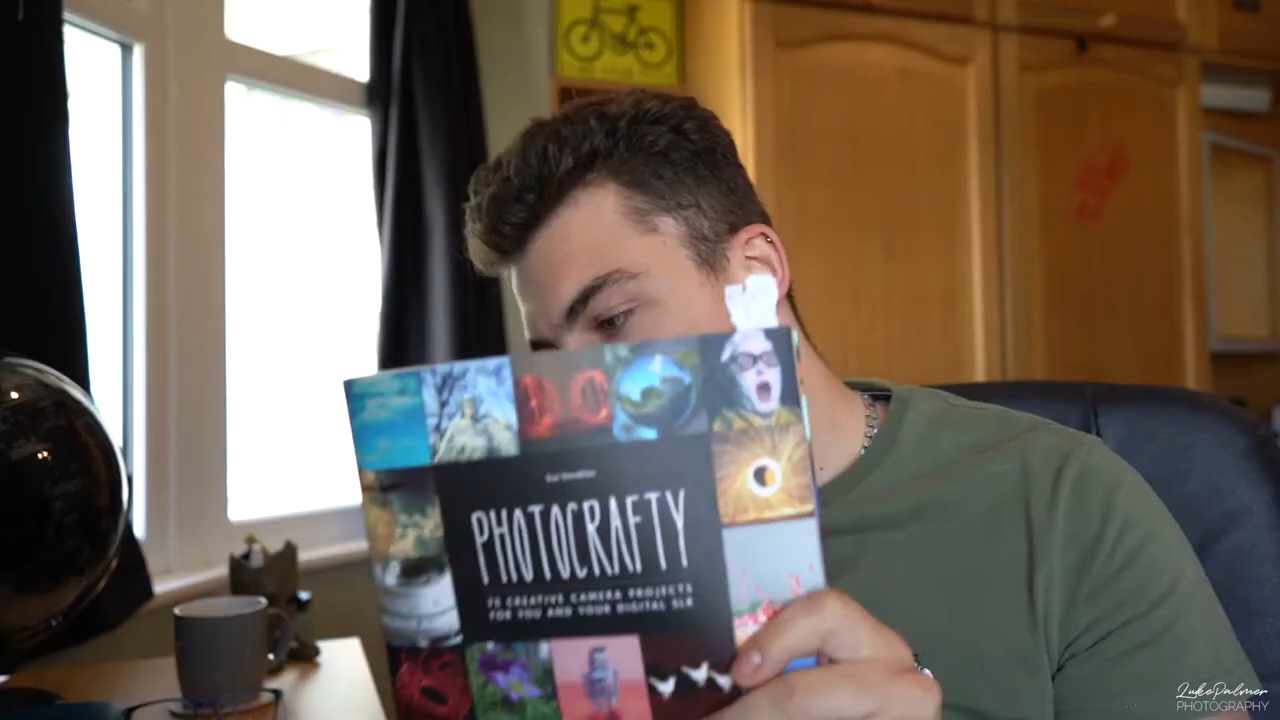 PHOTOCRAFTY
75 CREATIVE CAMERA PROJECTS
FOR YOU AND YOUR DIGITAL SLR
LukePalmer
PHOTOGRAPHY